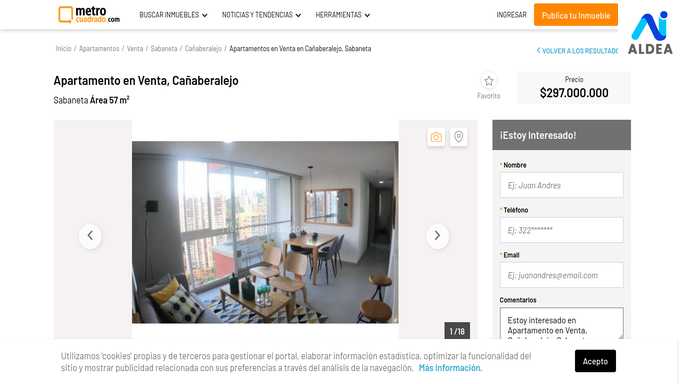 metro
cuadrado.com
BUSCAR INMUEBLES
NOTICIAS Y TENDENCIAS
HERRAMIENTAS
INGRESAR
Publica tu Inmueble
ALDEA
Inicio / Apartamentos / Venta / Sabaneta / Cañaberalejo / Apartamentos en Venta en Cañaberalejo, Sabaneta
VOLVER A LOS RESULTAD
Apartamento en Venta, Cañaberalejo
Sabaneta Área 57 m²
Favorito
Precio
$297.000.000
¡Estoy Interesado!
* Nombre
Ej: Juan Andres
* Teléfono
Ej: 322*******
* Email
Ej: juanandres@email.com
Comentarios
Estoy interesado en
Apartamento en Venta,
1 / 18
Utilizamos 'cookies' propias y de terceros para gestionar el portal, elaborar información estadística, optimizar la funcionalidad del
sitio y mostrar publicidad relacionada con sus preferencias a través del análisis de la navegación. Más información.
Acepto